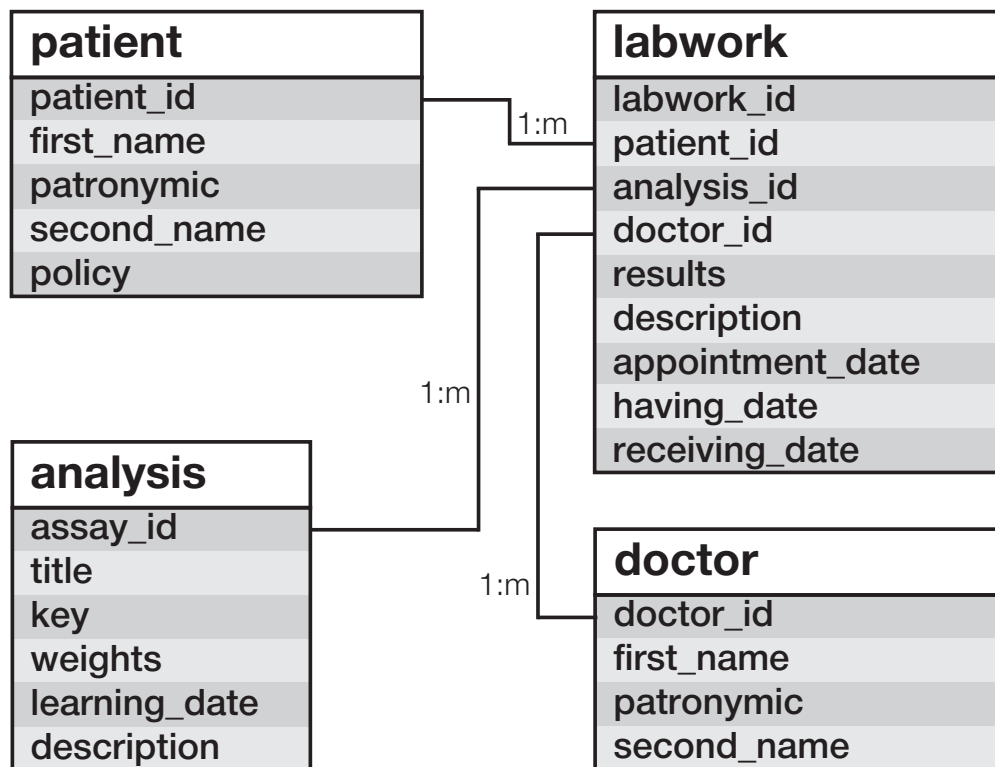 patient
patient_id
first_name
patronymic
second_name
policy
1:m
labwork
labwork_id
patient_id
analysis_id
doctor_id
results
description
appointment_date
having_date
receiving_date
1:m
analysis
assay_id
title
key
weights
learning_date
description
1:m
doctor
doctor_id
first_name
patronymic
second_name